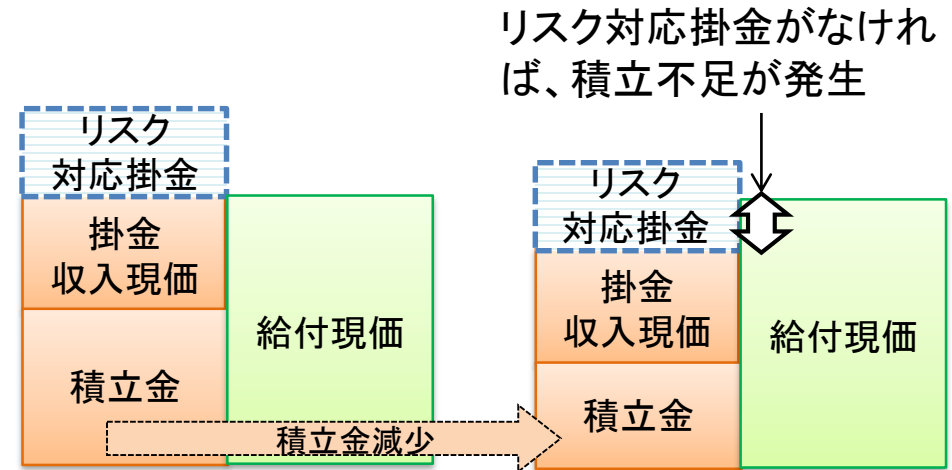 リスク対応掛金がなけれ
ば、積立不足が発生
リスク
対応掛金
掛金
収入現価
積立金
給付現価
積立金減少
リスク
対応掛金
掛金
収入現価
積立金
給付現価